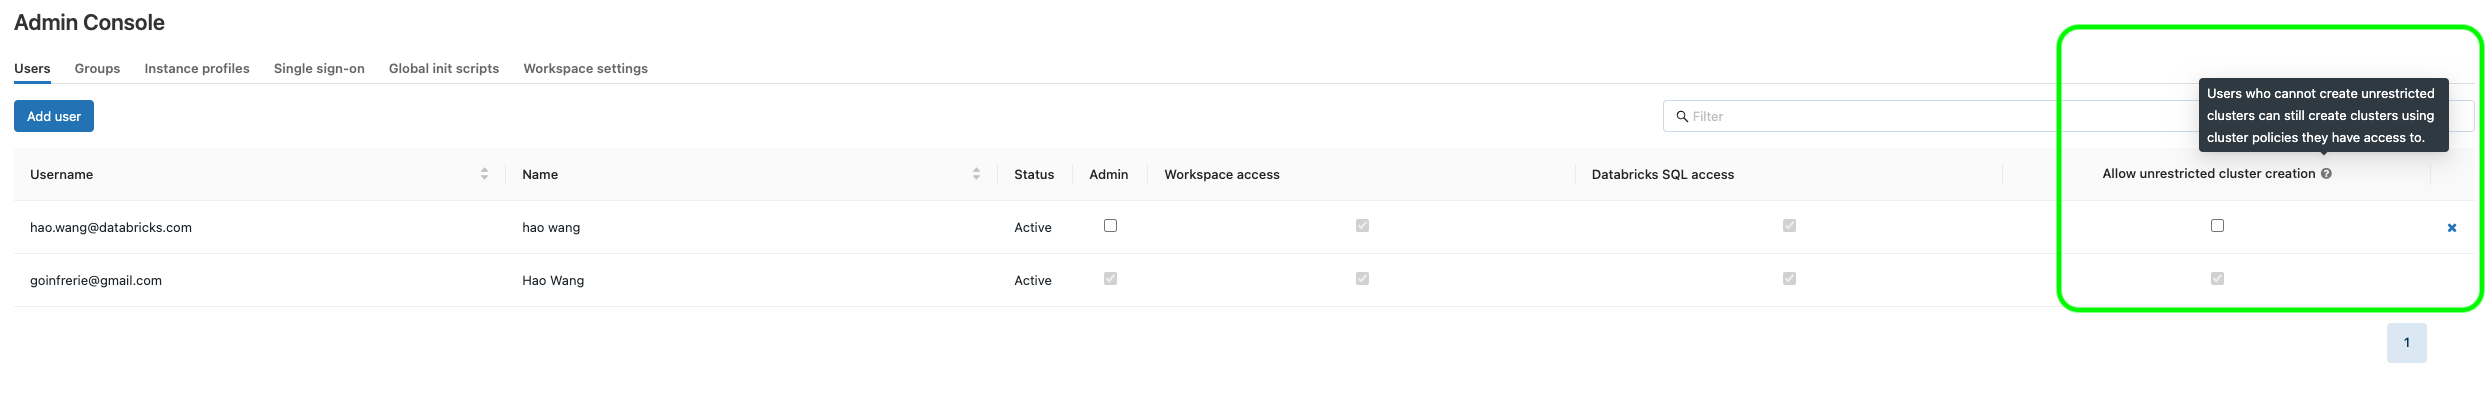 Admin Console
Users Groups Instance profiles Single sign-on Global init scripts Workspace settings
Add user
Filter
Users who cannot create unrestricted
clusters can still create clusters using
cluster policies they have access to.
Username Name Status Admin Workspace access Databricks SQL access Allow unrestricted cluster creation ?
hao.wang@databricks.com hao wang Active
goinfrerie@gmail.com Hao Wang Active
1